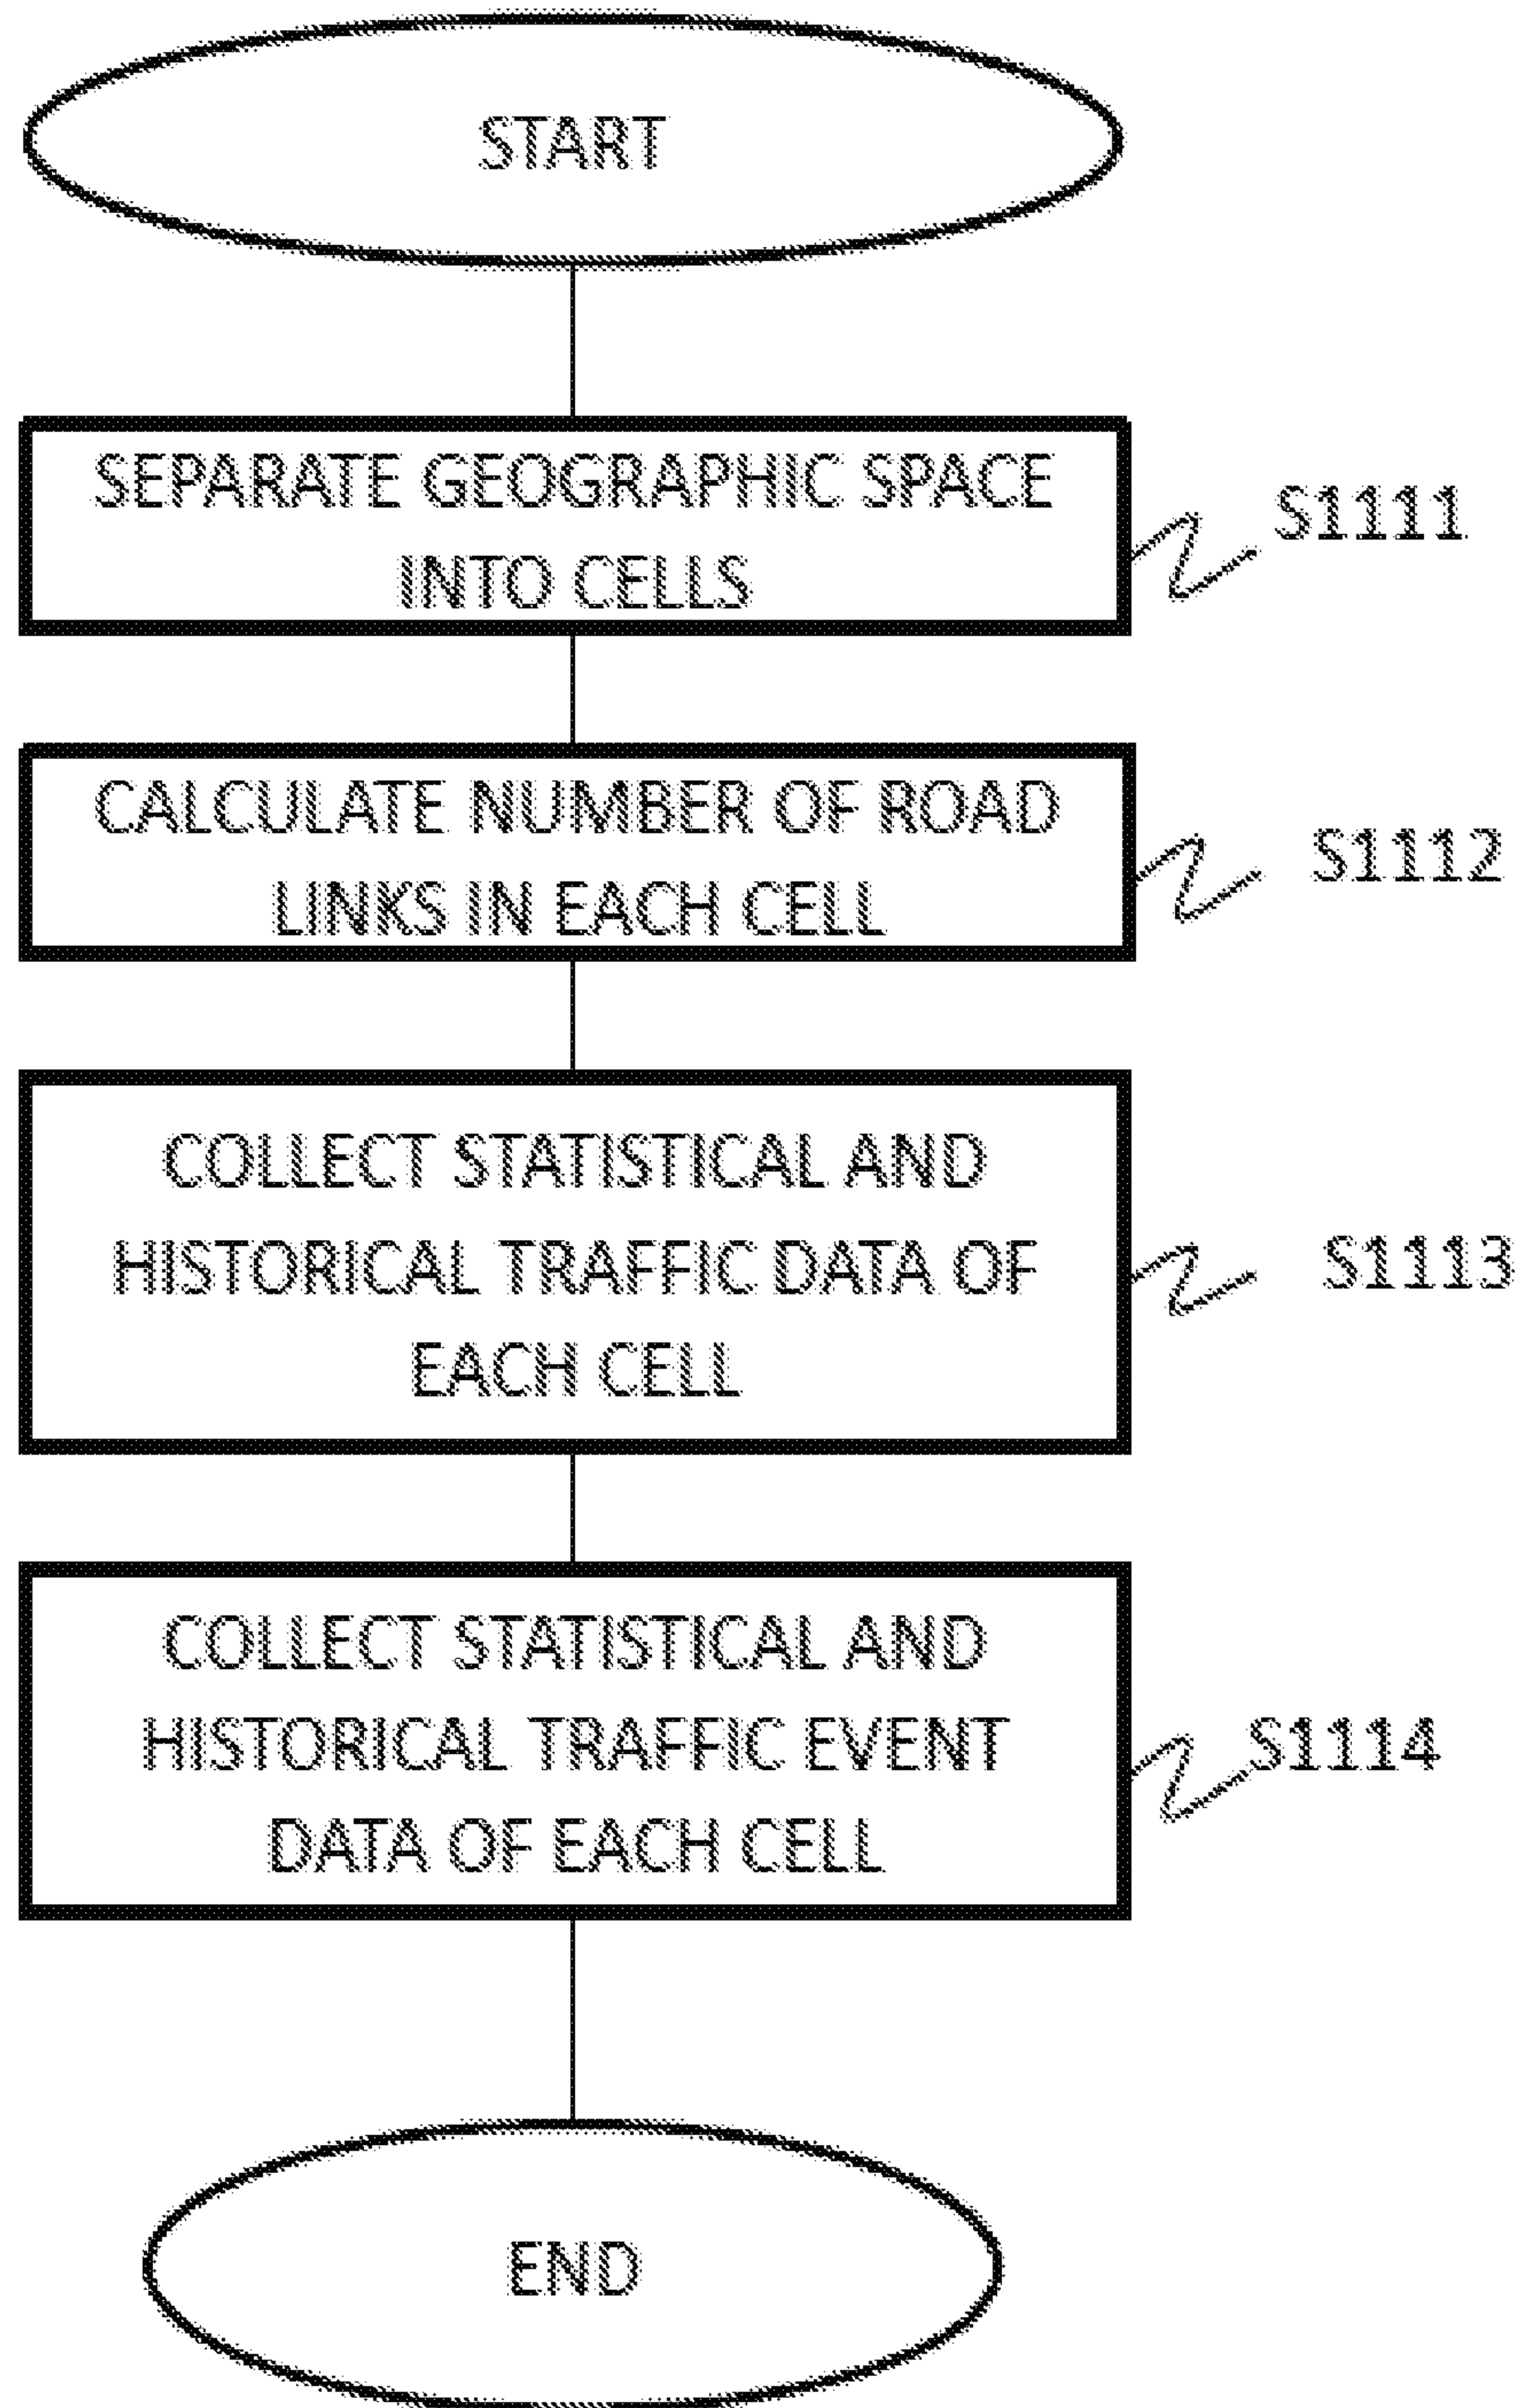 START
SEPARATE GEOGRAPHIC SPACE
INTO CELLS
S1111
CALCULATE NUMBER OF ROAD
LINKS IN EACH CELL
S1112
COLLECT STATISTICAL AND
HISTORICAL TRAFFIC DATA OF
EACH CELL
S1113
COLLECT STATISTICAL AND
HISTORICAL TRAFFIC EVENT
DATA OF EACH CELL
S1114
END